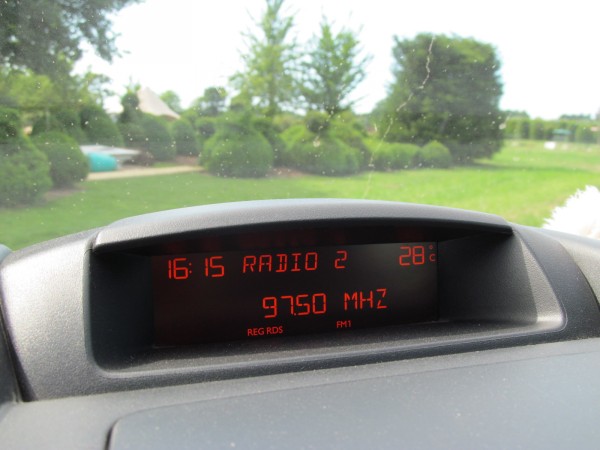 16:15 RADIO 2 28°C
97.50 MHZ
REG RDS FM1